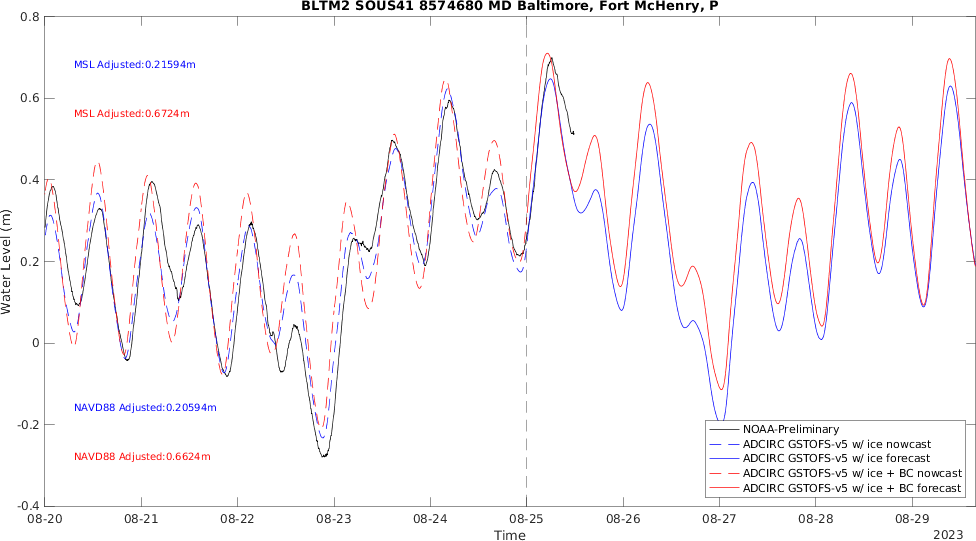 BLTM2 SOUS41 8574680 MD Baltimore, Fort McHenry, P
0.8
0.6
0.4
0.2
0
-0.2
-0.4
Water Level (m)
MSL Adjusted:0.21594m
MSL Adjusted:0.6724m
NAVD88 Adjusted:0.20594m
NAVD88 Adjusted:0.6624m
NOAA-Preliminary
ADCIRC GSTOFS-v5 w/ ice nowcast
ADCIRC GSTOFS-v5 w/ ice forecast
ADCIRC GSTOFS-v5 w/ ice + BC nowcast
ADCIRC GSTOFS-v5 w/ ice + BC forecast
08-20 08-21 08-22 08-23 08-24 08-25 08-26 08-27 08-28 08-29
Time
2023